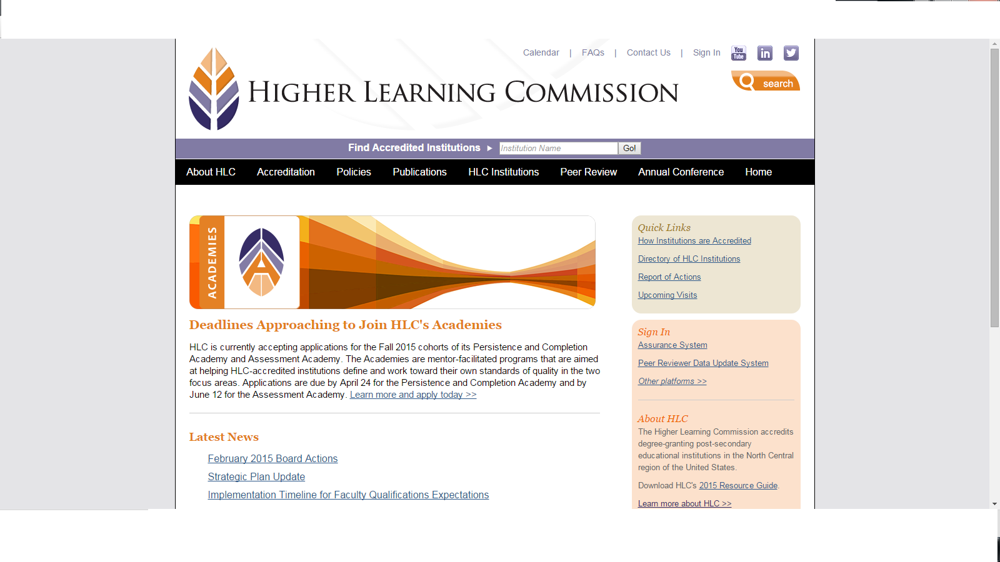 Calendar | FAQs | Contact Us | Sign In You Tube in
search
HIGHER LEARNING COMMISSION
Find Accredited Institutions Institution Name Go!
About HLC Accreditation Policies Publications HLC Institutions Peer Review Annual Conference Home
ACADEMIES
Deadlines Approaching to Join HLC's Academies
HLC is currently accepting applications for the Fall 2015 cohorts of its Persistence and Completion
Academy and Assessment Academy. The Academies are mentor-facilitated programs that are aimed
at helping HLC-accredited institutions define and work toward their own standards of quality in the two
focus areas. Applications are due by April 24 for the Persistence and Completion Academy and by
June 12 for the Assessment Academy. Learn more and apply today >>
Latest News
February 2015 Board Actions
Strategic Plan Update
Implementation Timeline for Faculty Qualifications Expectations
Quick Links
How Institutions are Accredited
Directory of HLC Institutions
Report of Actions
Upcoming Visits
Sign In
Assurance System
Peer Reviewer Data Update System
Other platforms >>
About HLC
The Higher Learning Commission accredits
degree-granting post-secondary
educational institutions in the North Central
region of the United States.
Download HLC's 2015 Resource Guide.
Learn more about HLC >>